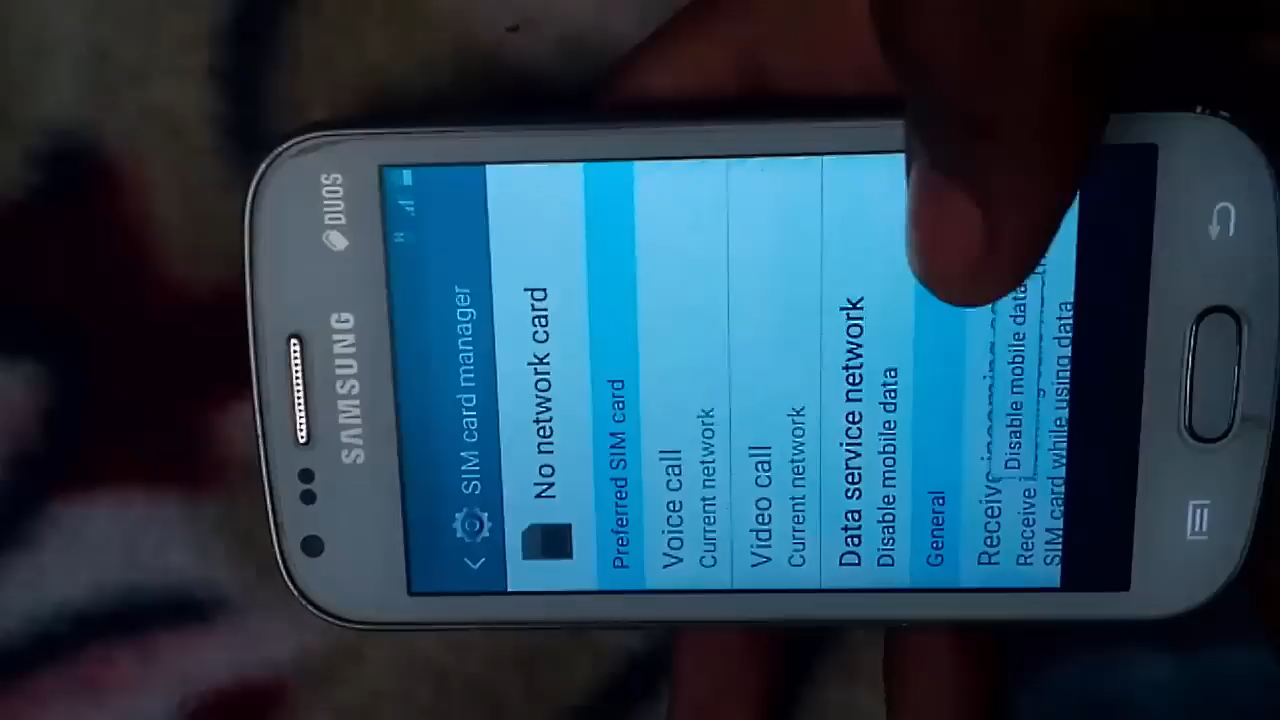 DUOS
SAMSUNG
H
SIM card manager
No network card
Preferred SIM card
Voice call
Current network
Video call
Current network
Data service network
Disable mobile data
General
Disable mobile data
Receive
SIM card while using data